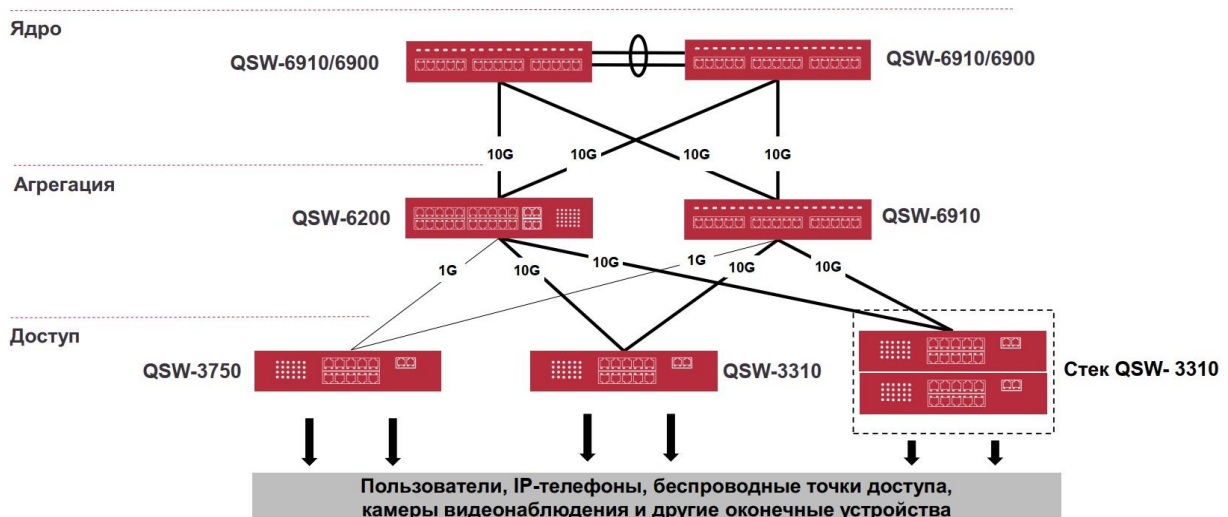 Ядро
QSW-6910/6900
QSW-6910/6900
10G
10G
10G
10G
Агрегация
QSW-6200
QSW-6910
1G
10G
10G
1G
10G
10G
Доступ
QSW-3750
QSW-3310
Стек QSW- 3310
Пользователи, IP-телефоны, беспроводные точки доступа,
камеры видеонаблюдения и другие оконечные устройства